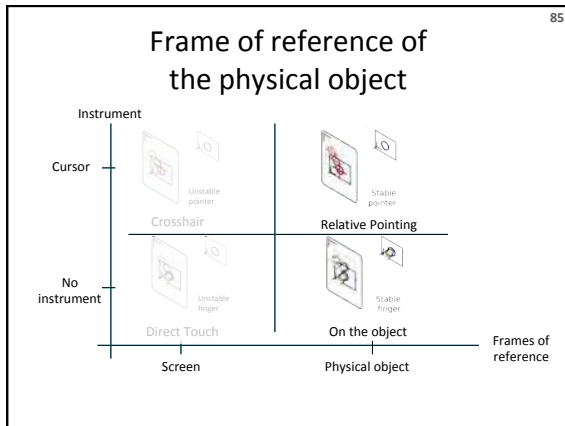 85
Frame of reference of
the physical object
Instrument
Cursor
Unstable
pointer
Crosshair
Stable
pointer
Relative Pointing
No
instrument
Unstable
finger
Direct Touch
Stable
finger
On the object
Frames of
reference
Screen
Physical object